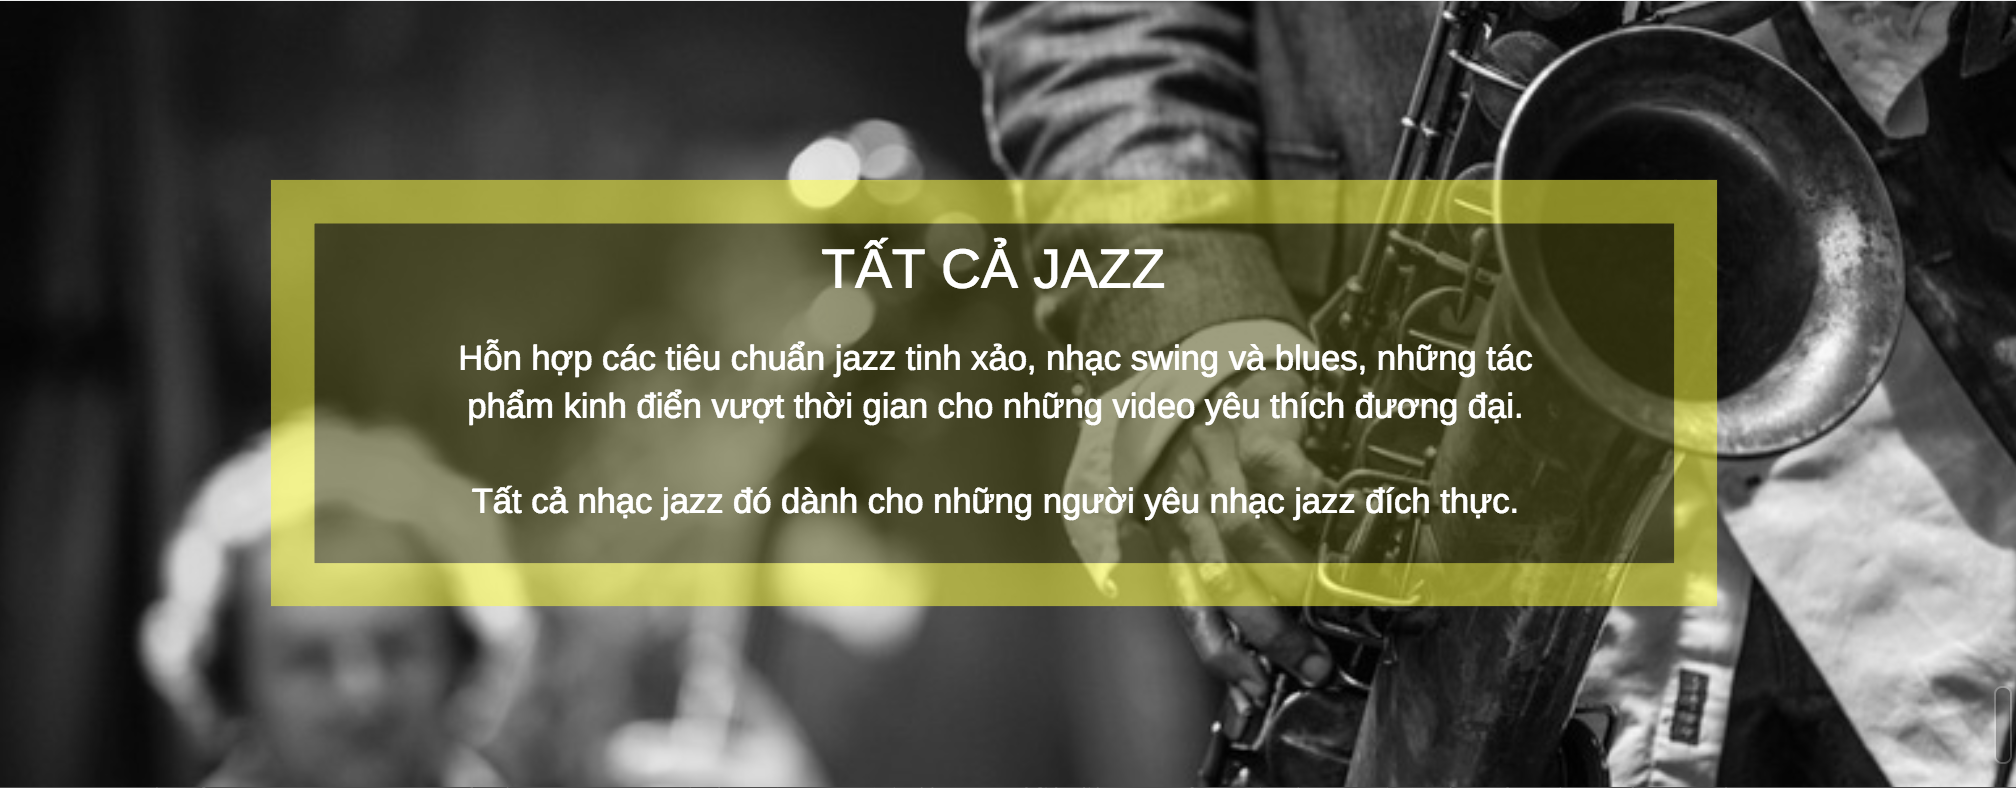 TẤT CẢ JAZZ
Hỗn hợp các tiêu chuẩn jazz tinh xảo, nhạc swing và blues, những tác
phẩm kinh điển vượt thời gian cho những video yêu thích đương đại.
Tất cả nhạc jazz đó dành cho những người yêu nhạc jazz đích thực.